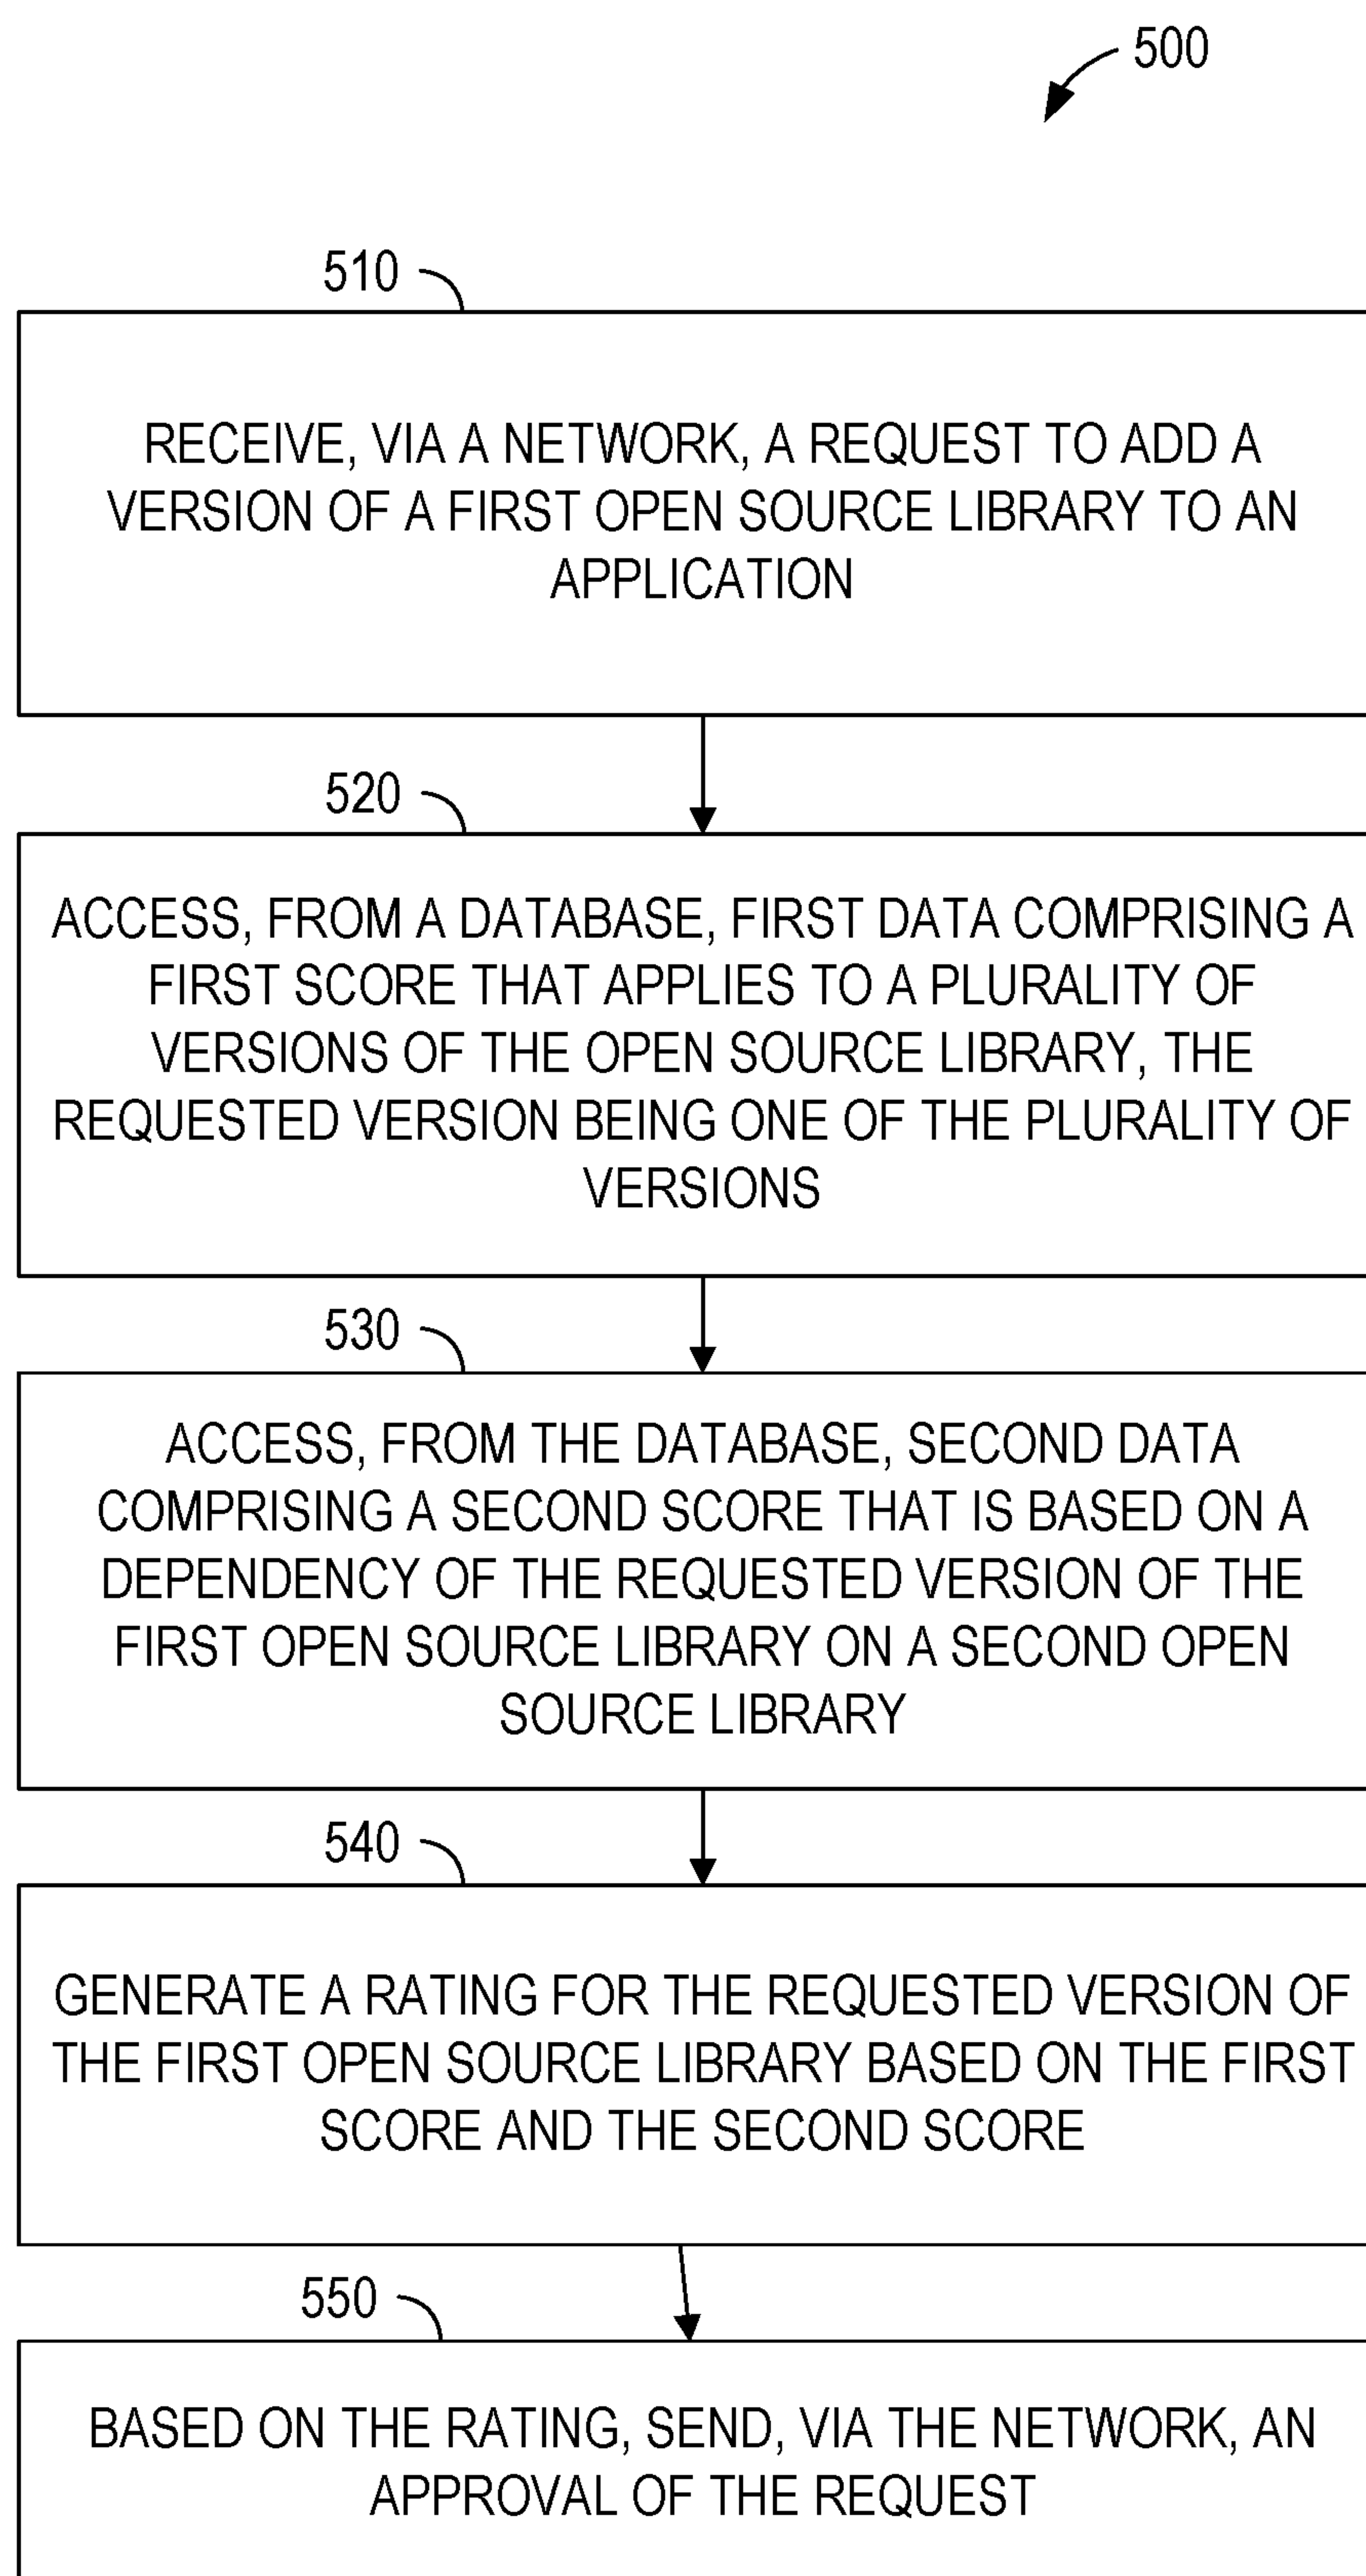 500
510
RECEIVE, VIA A NETWORK, A REQUEST TO ADD A
VERSION OF A FIRST OPEN SOURCE LIBRARY TO AN
APPLICATION
520
ACCESS, FROM A DATABASE, FIRST DATA COMPRISING A
FIRST SCORE THAT APPLIES TO A PLURALITY OF
VERSIONS OF THE OPEN SOURCE LIBRARY, THE
REQUESTED VERSION BEING ONE OF THE PLURALITY OF
VERSIONS
530
ACCESS, FROM THE DATABASE, SECOND DATA
COMPRISING A SECOND SCORE THAT IS BASED ON A
DEPENDENCY OF THE REQUESTED VERSION OF THE
FIRST OPEN SOURCE LIBRARY ON A SECOND OPEN
SOURCE LIBRARY
540
GENERATE A RATING FOR THE REQUESTED VERSION OF
THE FIRST OPEN SOURCE LIBRARY BASED ON THE FIRST
SCORE AND THE SECOND SCORE
550
BASED ON THE RATING, SEND, VIA THE NETWORK, AN
APPROVAL OF THE REQUEST